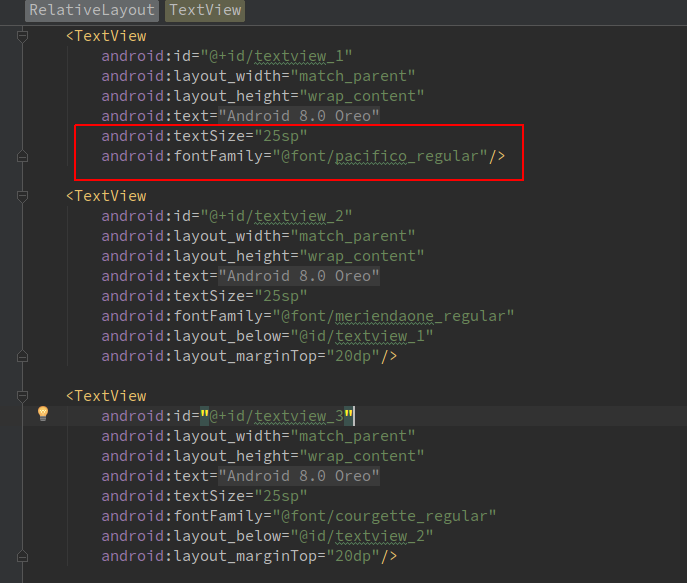 RelativeLayout TextView
<TextView
android:id="@+id/textview_1"
android:layout_width="match_parent"
android:layout_height="wrap_content"
android:text="Android 8.0 Oreo"
android:textSize="25sp"
android:fontFamily="@font/pacifico_regular"/>
<TextView
android:id="@+id/textview_2"
android:layout_width="match_parent"
android:layout_height="wrap_content"
android:text="Android 8.0 Oreo"
android:textSize="25sp"
android:fontFamily="@font/meriendaone_regular"
android:layout_below="@id/textview_1"
android:layout_marginTop="20dp"/>
<TextView
android:id="@+id/textview_3"
android:layout_width="match_parent"
android:layout_height="wrap_content"
android:text="Android 8.0 Oreo"
android:textSize="25sp"
android:fontFamily="@font/courgette_regular"
android:layout_below="@id/textview_2"
android:layout_marginTop="20dp"/>